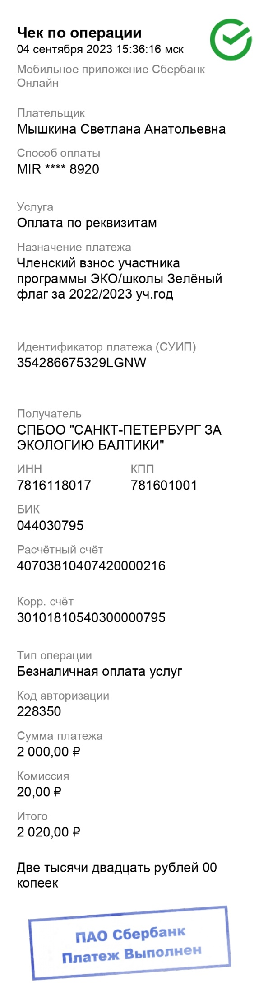 Чек по операции
04 сентября 2023 15:36:16 мск
Мобильное приложение Сбербанк
Онлайн
Плательщик
Мышкина Светлана Анатольевна
Способ оплаты
MIR **** 8920
Услуга
Оплата по реквизитам
Назначение платежа
Членский взнос участника
программы ЭКО/школы Зелёный
флаг за 2022/2023 уч.год
Идентификатор платежа (СУИП)
354286675329LGNW
Получатель
СПБОО "САНКТ-ПЕТЕРБУРГ ЗА
ЭКОЛОГИЮ БАЛТИКИ"
ИНН КПП
7816118017 781601001
БИК
044030795
Расчётный счёт
40703810407420000216
Корр. счёт
30101810540300000795
Тип операции
Безналичная оплата услуг
Код авторизации
228350
Сумма платежа
2 000,00 ₽
Комиссия
20,00 ₽
Итого
2 020,00 ₽
Две тысячи двадцать рублей 00
копеек
ПАО Сбербанк
Платеж Выполнен